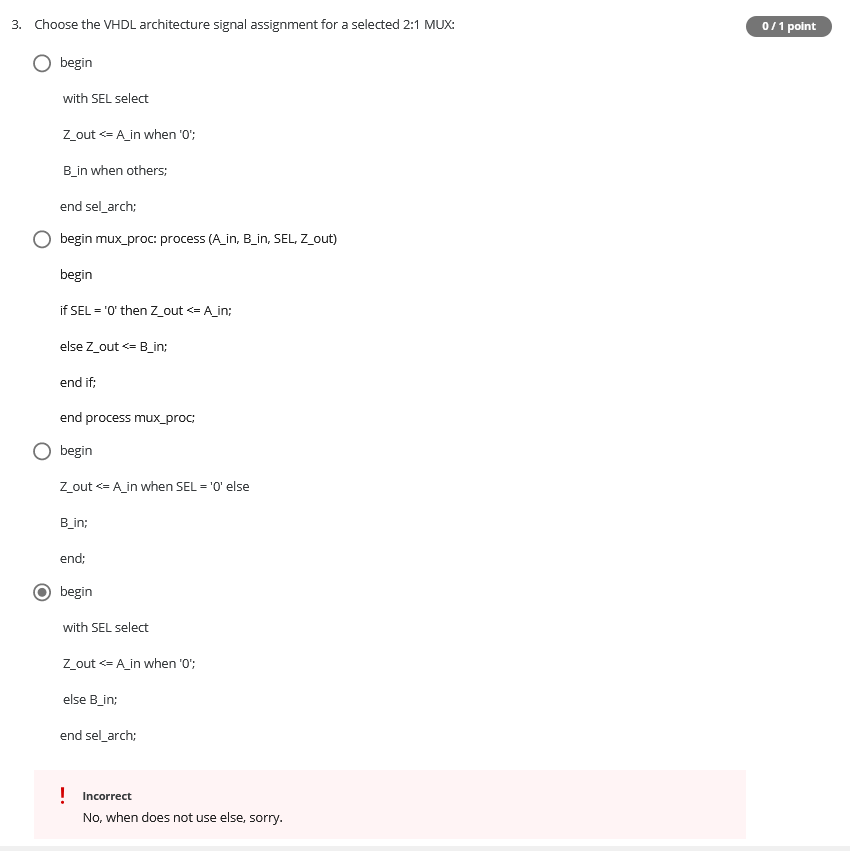 3. Choose the VHDL architecture signal assignment for a selected 2:1 MUX:
0 / 1 point
begin
with SEL select
Z_out <= A_in when '0';
B_in when others;
end sel_arch;
begin mux_proc: process (A_in, B_in, SEL, Z_out)
begin
if SEL = '0' then Z_out <= A_in;
else Z_out <= B_in;
end if;
end process mux_proc;
begin
Z_out <= A_in when SEL = '0' else
B_in;
end;
begin
with SEL select
Z_out <= A_in when '0';
else B_in;
end sel_arch;
! Incorrect
No, when does not use else, sorry.